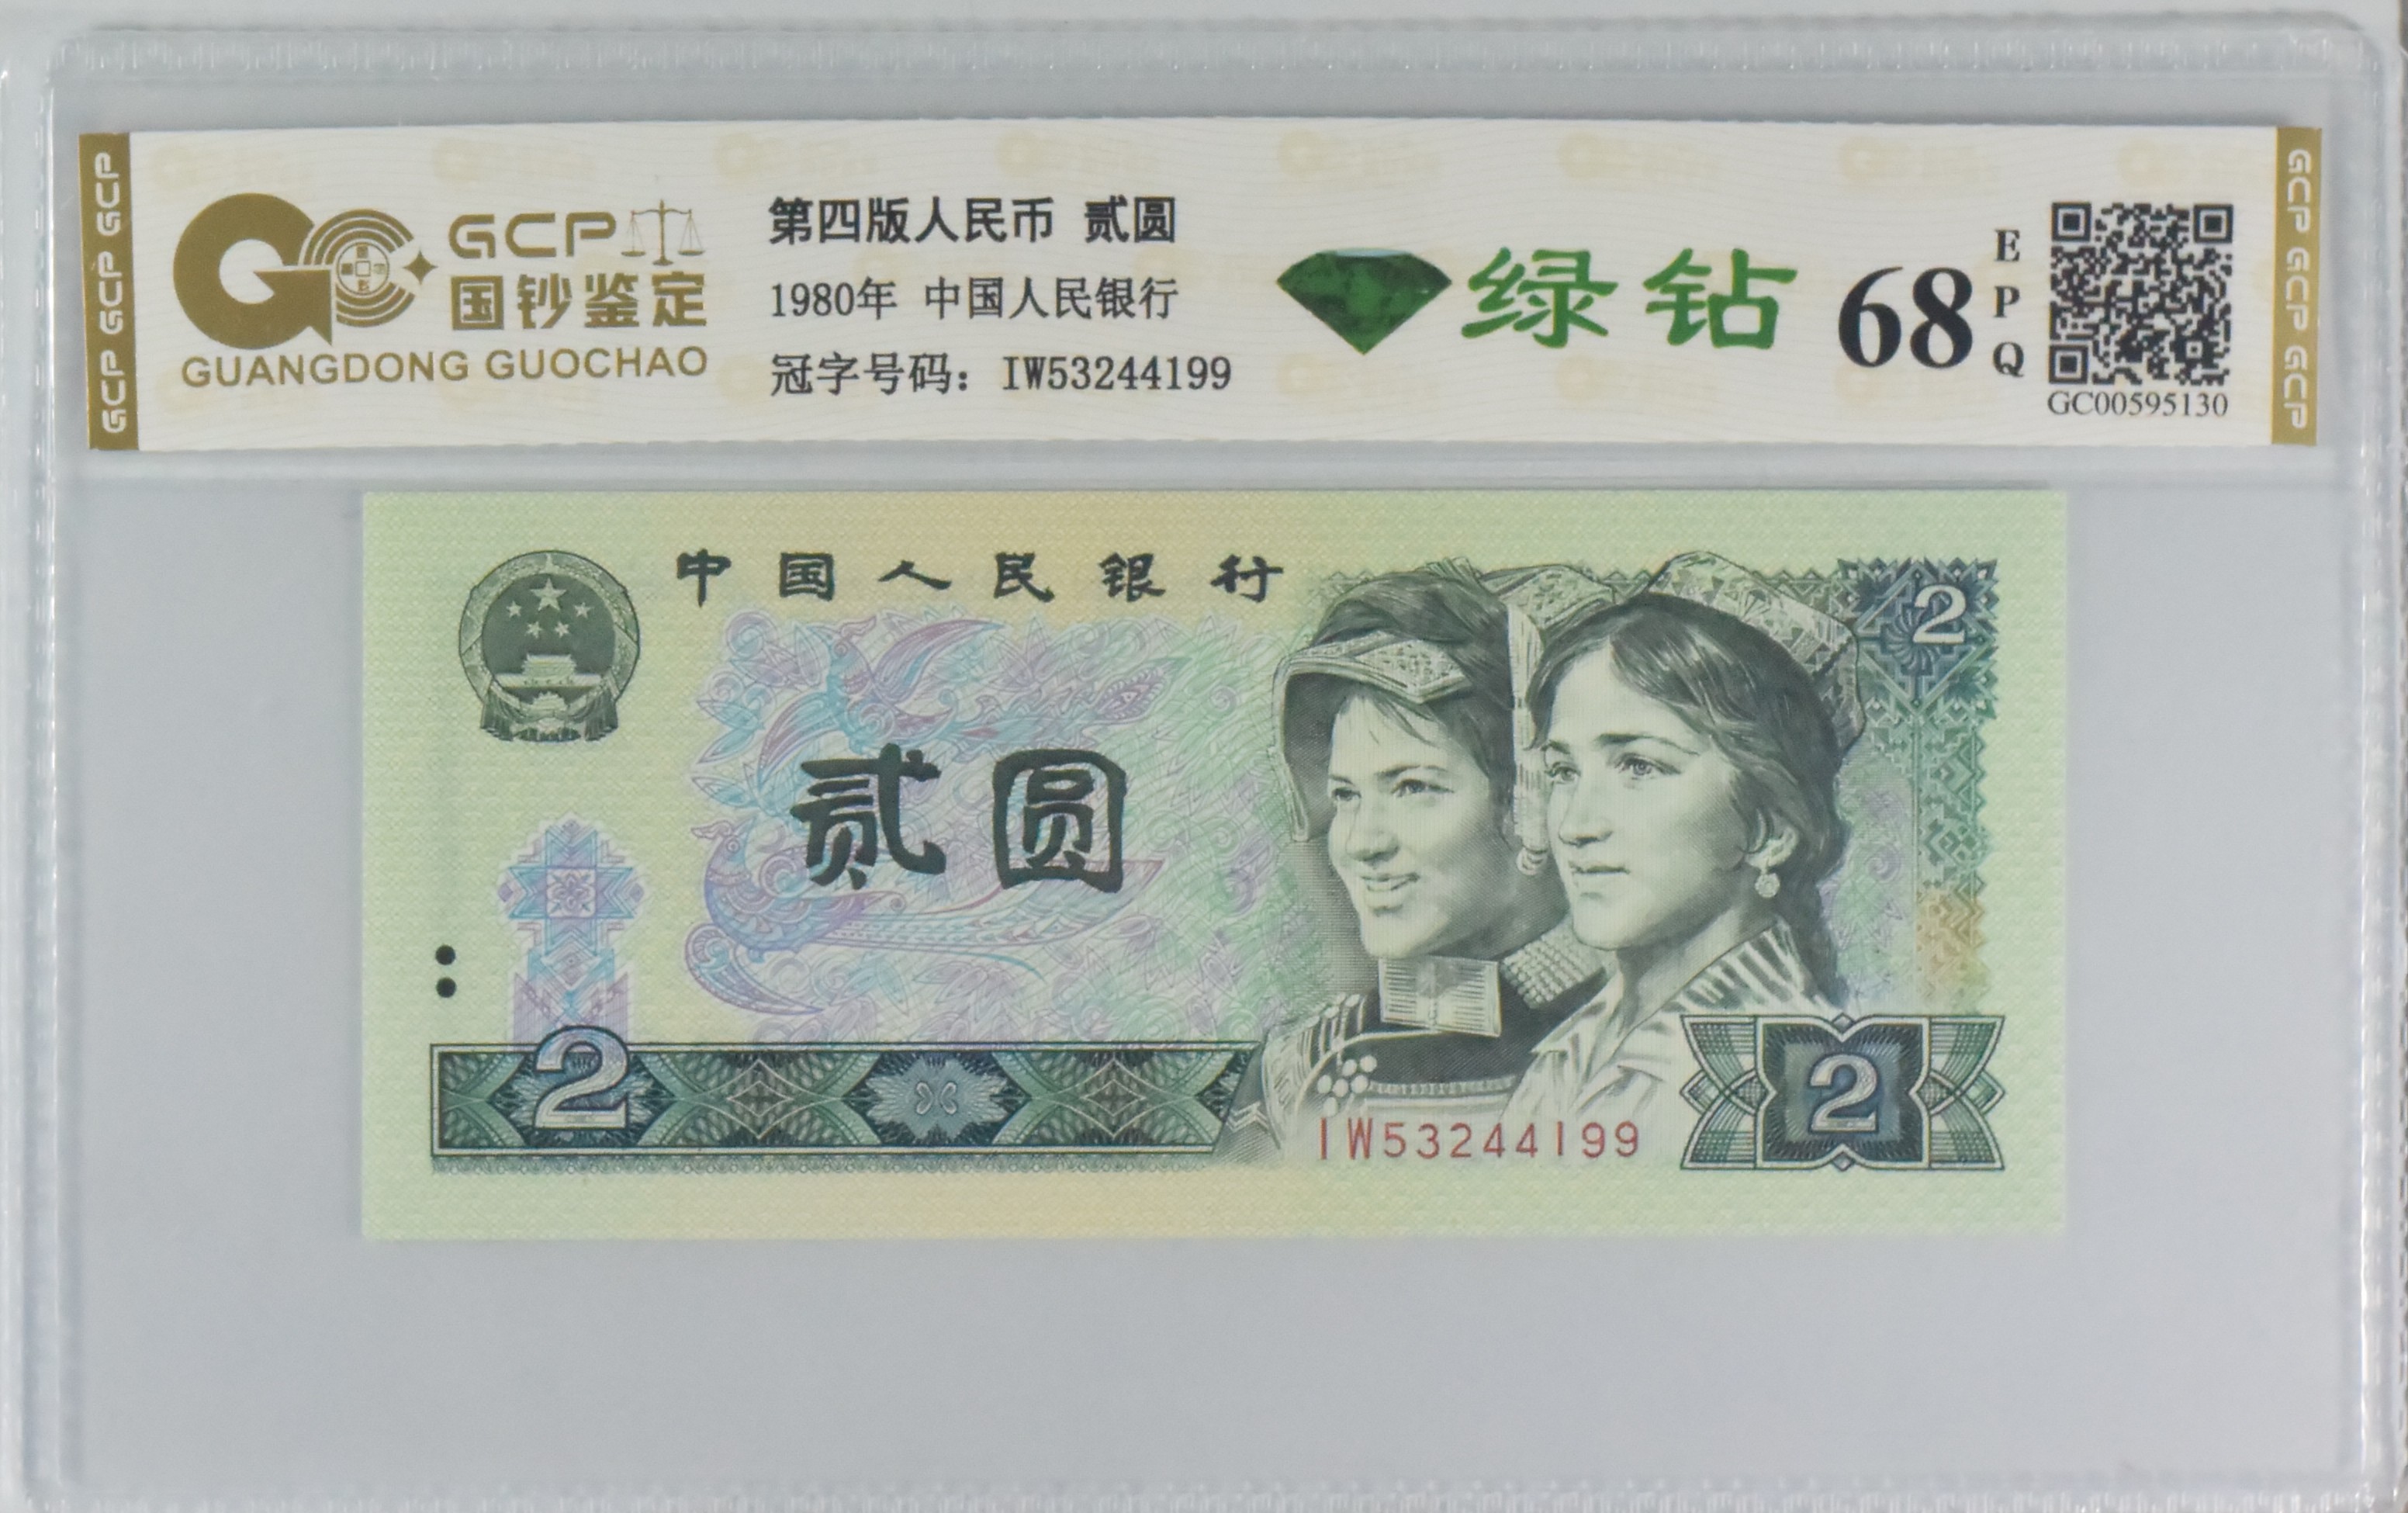 GCP GCP GCP
GCP
国钞鉴定
GUANGDONG GUOCHAO
第四版人民币 贰圆
1980年 中国人民银行
冠字号码：IW53244199
绿钻
68
E
P
Q
GC00595130
GCP GCP GCP
中国人民银行
2
贰圆
2
IW53244199
2